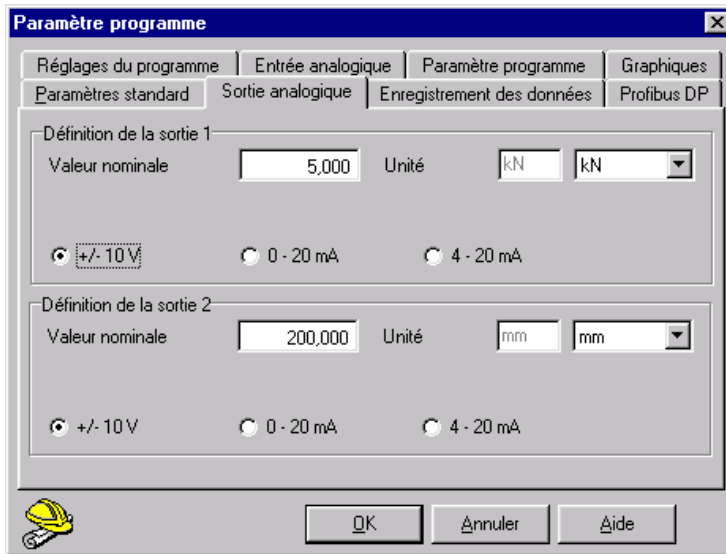 Paramètre programme
Réglages du programme Entrée analogique Paramètre programme Graphiques
Paramètres standard Sortie analogique Enregistrement des données Profibus DP
Définition de la sortie 1
Valeur nominale 5,000 Unité kN kN
+/- 10 V 0 - 20 mA 4 - 20 mA
Définition de la sortie 2
Valeur nominale 200,000 Unité mm mm
+/- 10 V 0 - 20 mA 4 - 20 mA
OK Annuler Aide